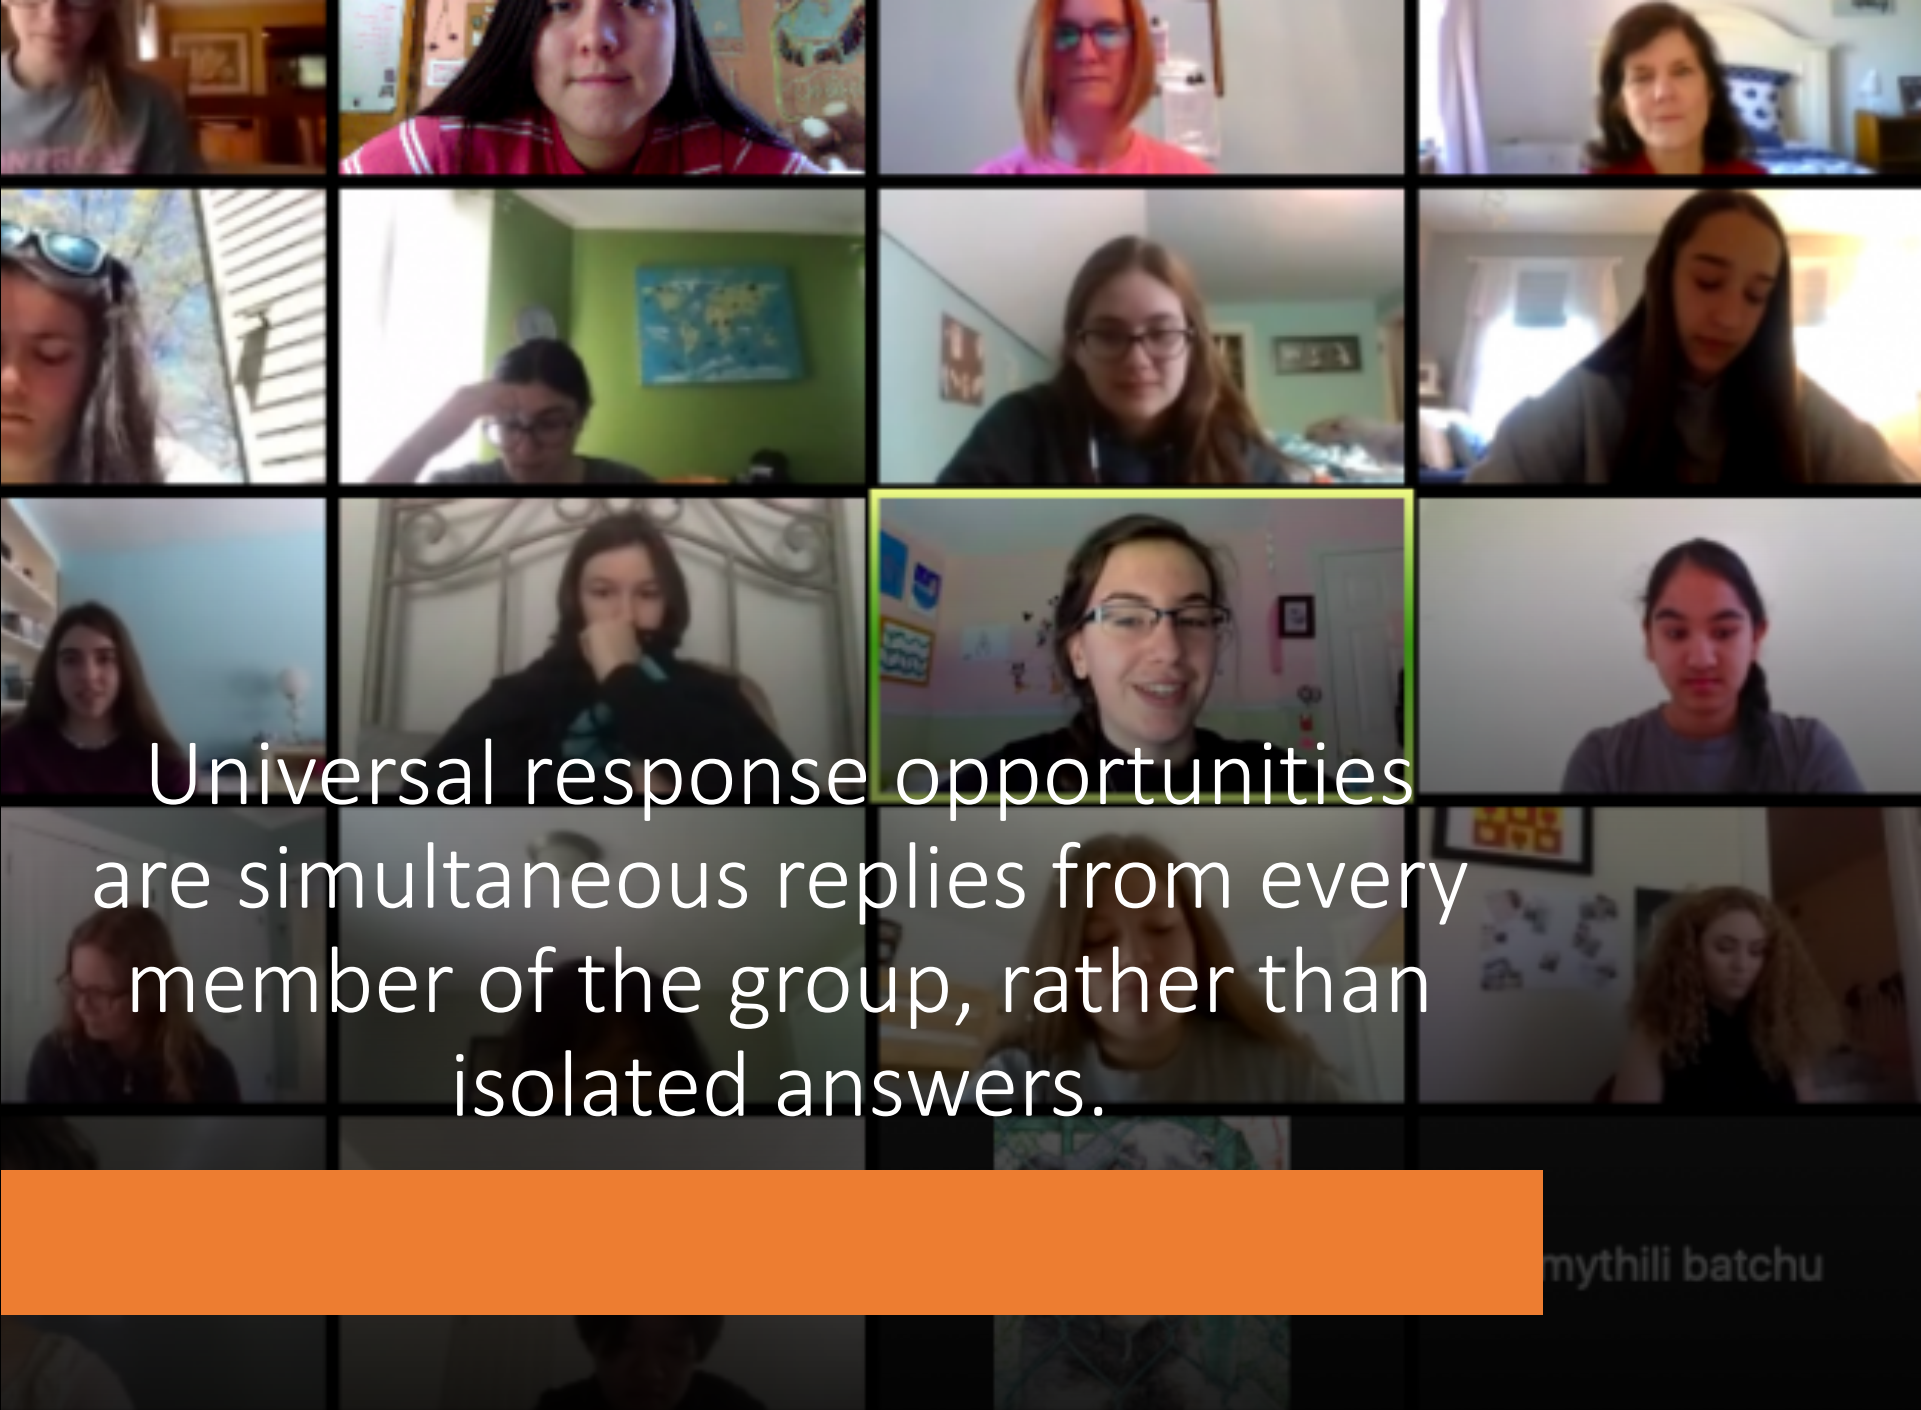 Universal response opportunities
are simultaneous replies from every
member of the group, rather than
isolated answers.
mythili batchu